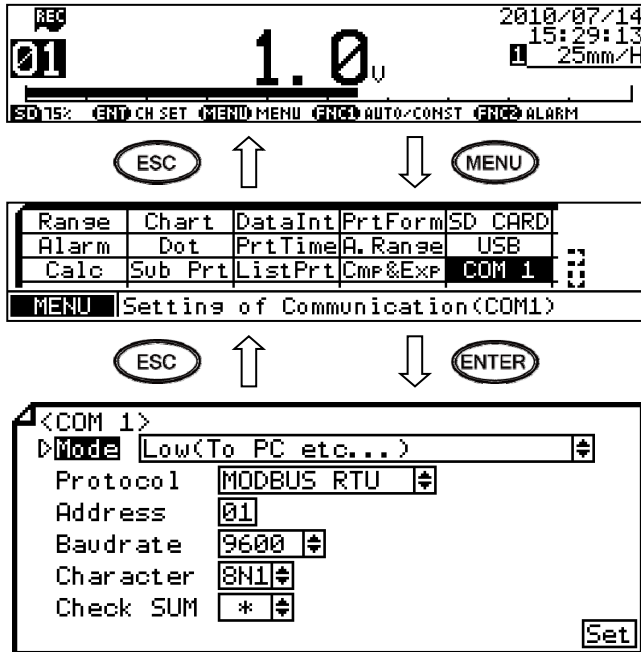 REC
2010/07/14
15:29:13
01 1.0V
1 25mm/H
SD 75% ENT CH SET MENU MENU FNC1 AUTO/CONST FNC2 ALARM
ESC MENU
Range Chart DataInt PrtForm SD CARD
Alarm Dot PrtTime A.Range USB
Calc Sub Prt ListPrt Cmp&Exp COM 1
MENU Setting of Communication(COM1)
ESC ENTER
<COM 1>
Mode Low(To PC etc...)
Protocol MODBUS RTU
Address 01
Baudrate 9600
Character 8N1
Check SUM *
Set